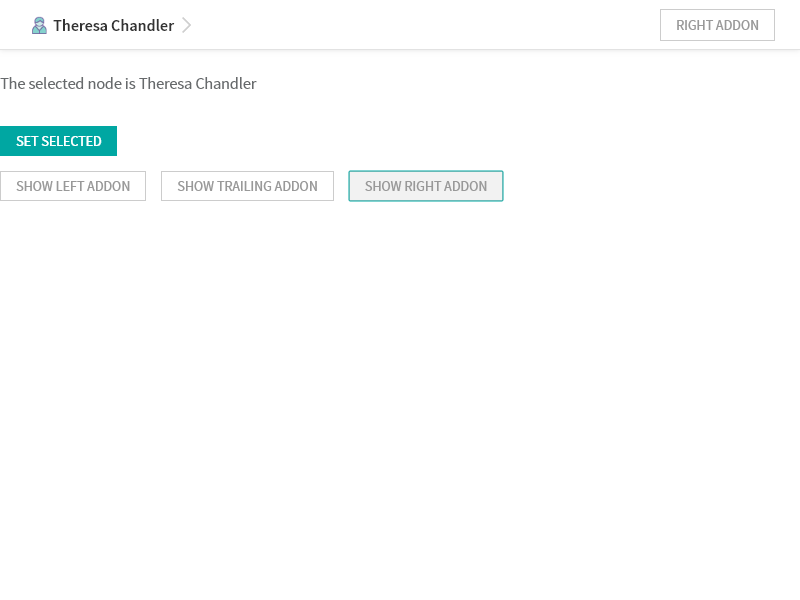 Theresa Chandler
RIGHT ADDON
The selected node is Theresa Chandler
SET SELECTED
SHOW LEFT ADDON
SHOW TRAILING ADDON
SHOW RIGHT ADDON